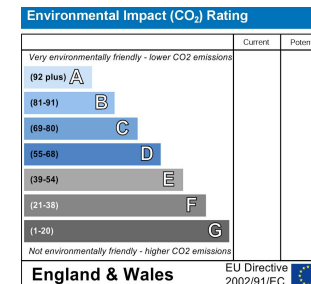 Environmental Impact (CO₂) Rating
Current Poten
Very environmentally friendly - lower CO2 emissions
(92 plus) A
(81-91) B
(69-80) C
(55-68) D
(39-54) E
(21-38) F
(1-20) G
Not environmentally friendly - higher CO2 emissions
England & Wales
EU Directive
2002/91/EC